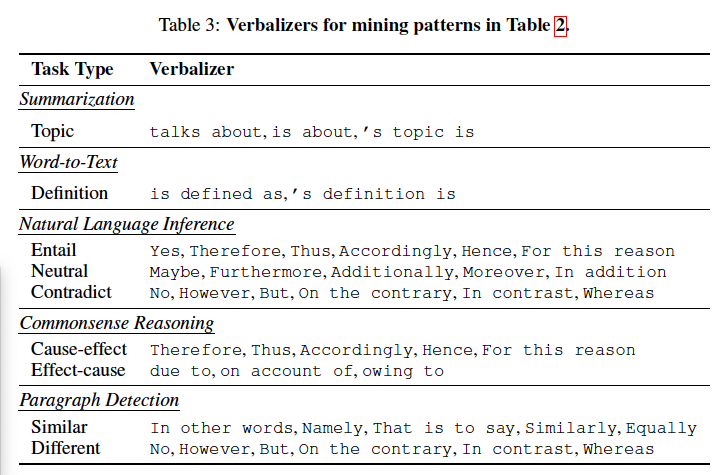 Table 3: Verbalizers for mining patterns in Table 2.
Task Type Verbalizer
Summarization
Topic talks about, is about, 's topic is
Word-to-Text
Definition is defined as, 's definition is
Natural Language Inference
Entail Yes, Therefore, Thus, Accordingly, Hence, For this reason
Neutral Maybe, Furthermore, Additionally, Moreover, In addition
Contradict No, However, But, On the contrary, In contrast, Whereas
Commonsense Reasoning
Cause-effect Therefore, Thus, Accordingly, Hence, For this reason
Effect-cause due to, on account of, owing to
Paragraph Detection
Similar In other words, Namely, That is to say, Similarly, Equally
Different No, However, But, On the contrary, In contrast, Whereas